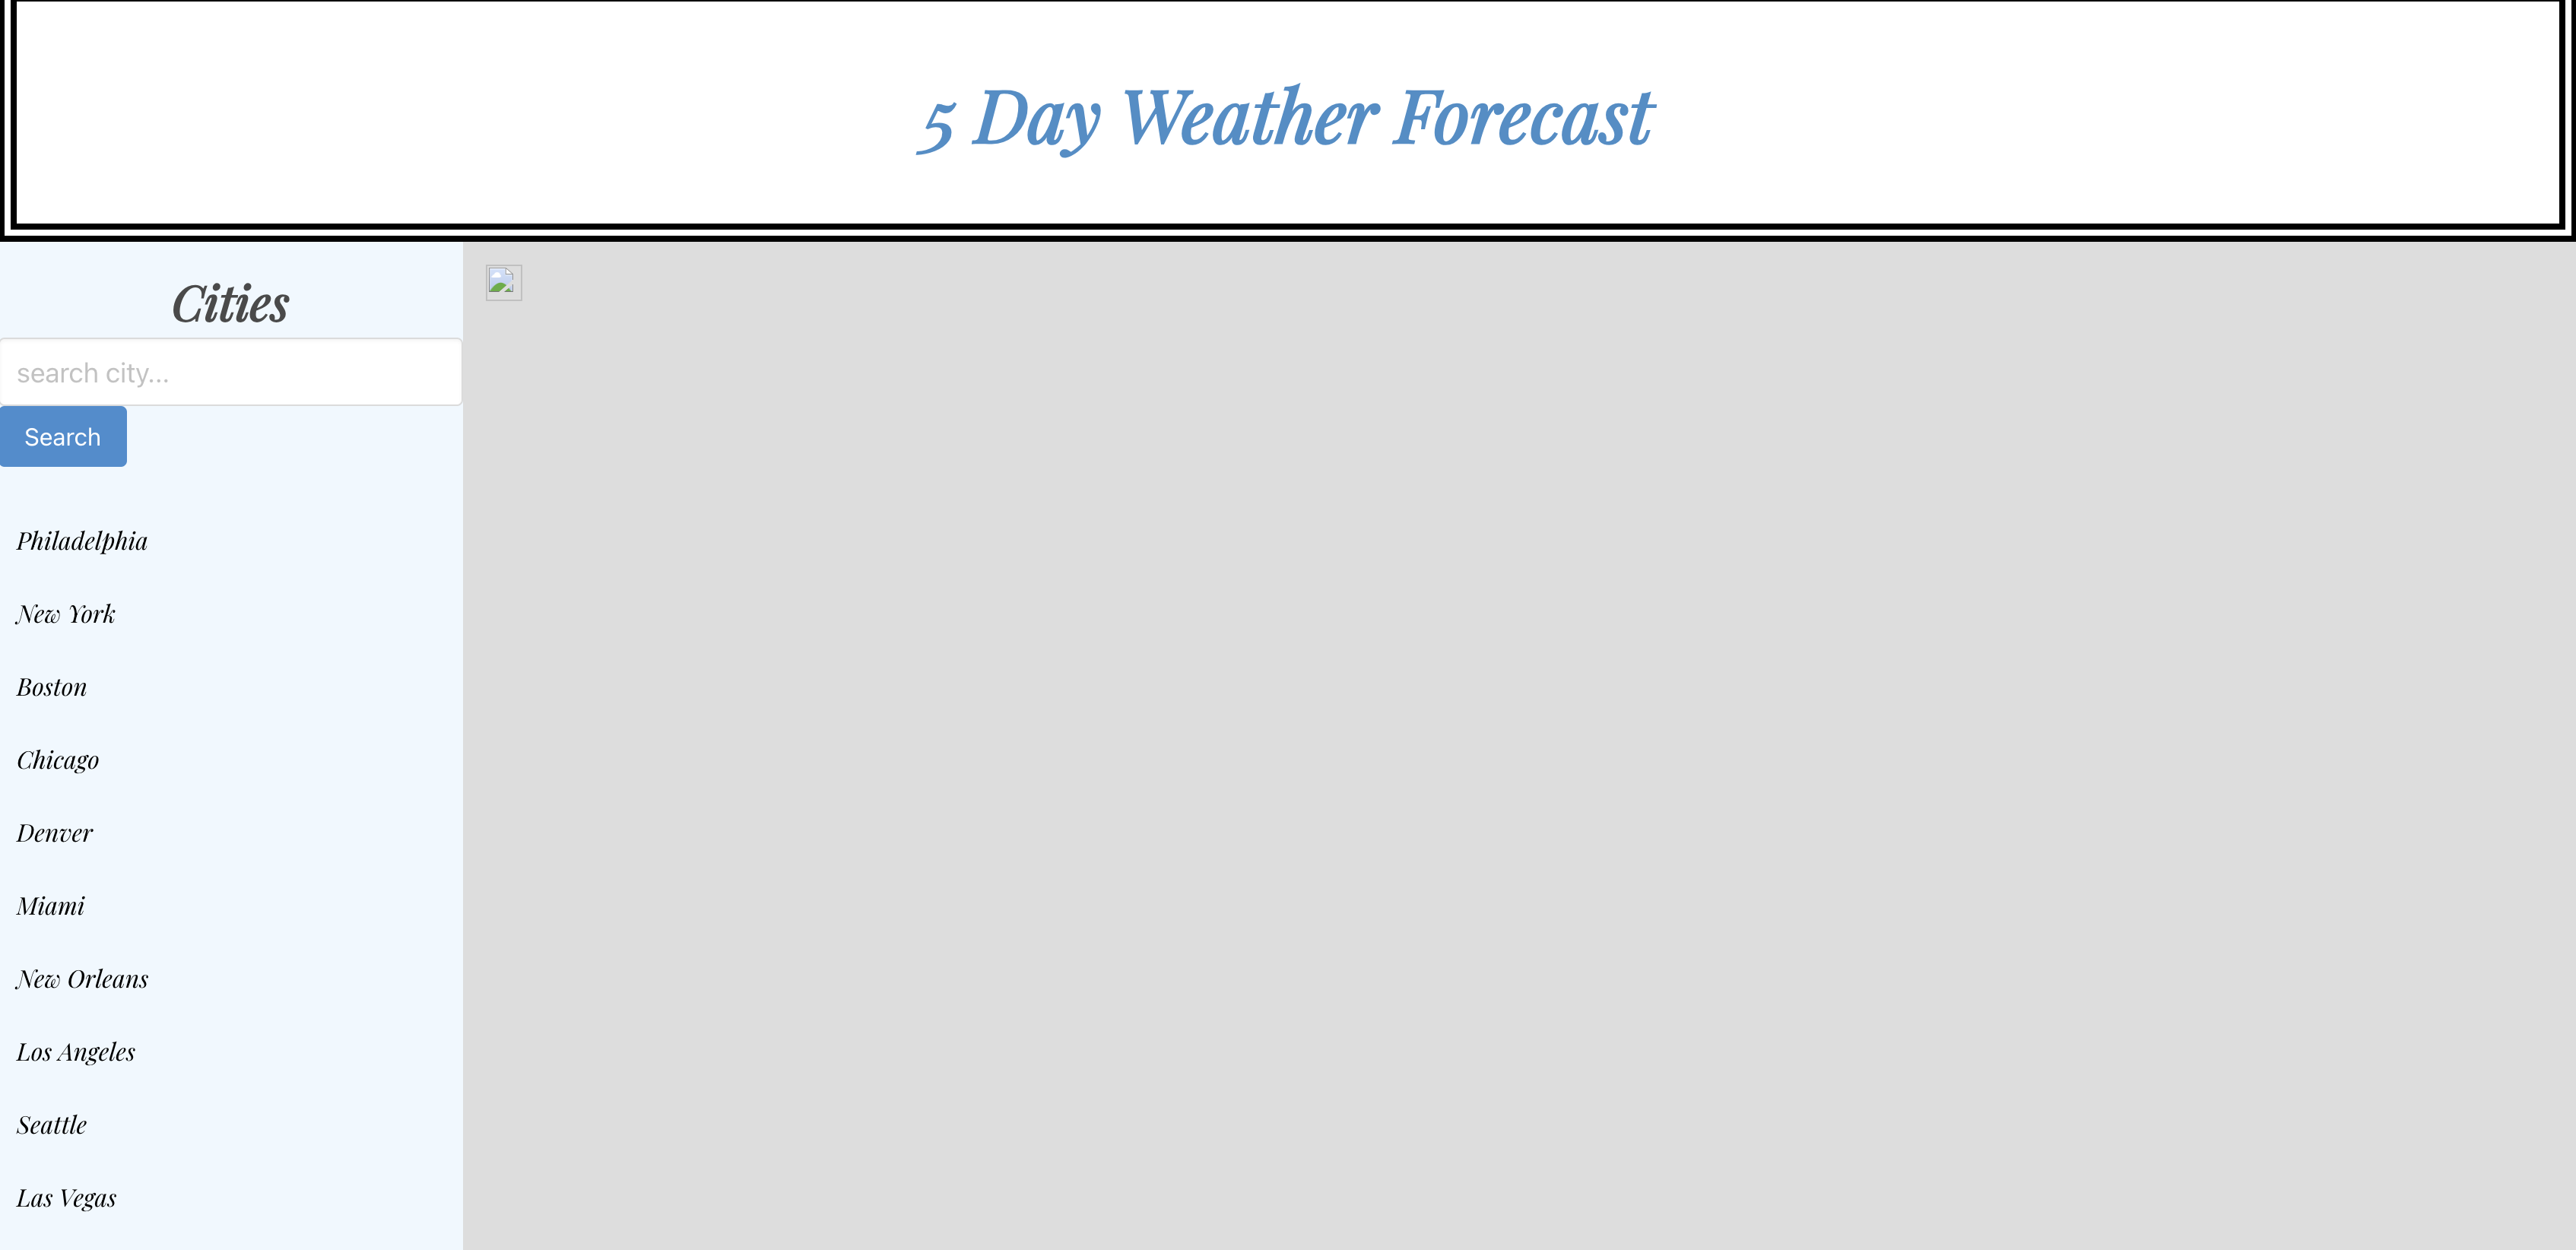 5 Day Weather Forecast
Cities
search city...
Search
Philadelphia
New York
Boston
Chicago
Denver
Miami
New Orleans
Los Angeles
Seattle
Las Vegas